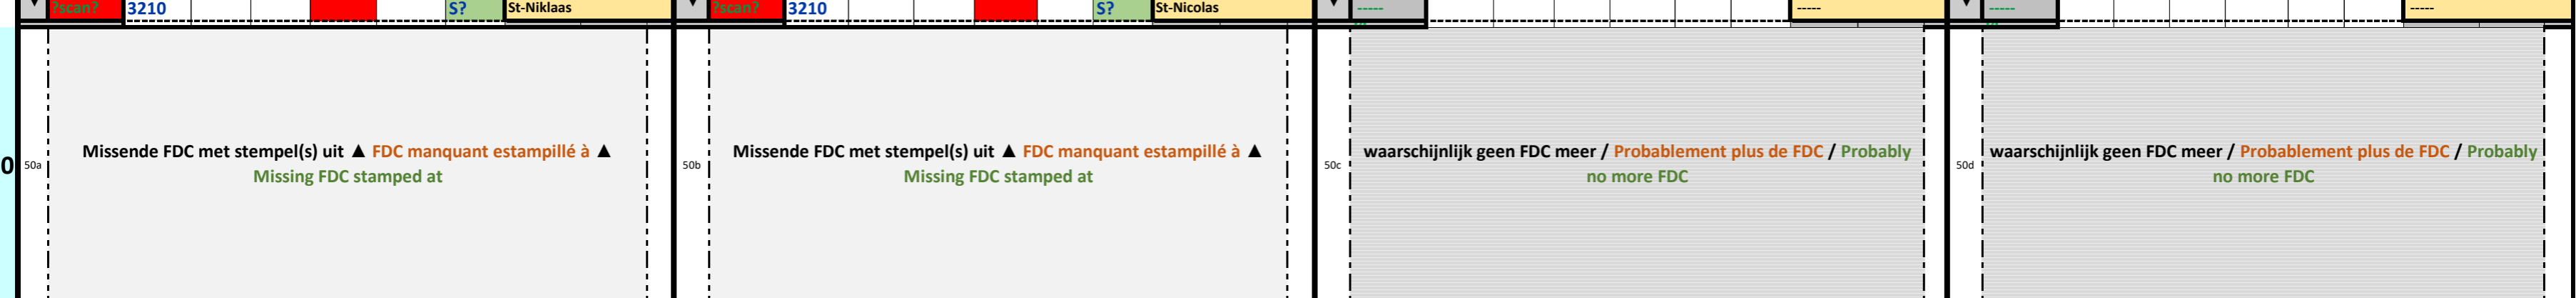 ▼ ?scan? 3210 S? St-Niklaas ▼ ?scan? 3210 S? St-Nicolas ▼ ----- ----- ▼ ----- -----
Missende FDC met stempel(s) uit ▲ FDC manquant estampillé à ▲
Missing FDC stamped at
Missende FDC met stempel(s) uit ▲ FDC manquant estampillé à ▲
Missing FDC stamped at
waarschijnlijk geen FDC meer / Probablement plus de FDC / Probably
no more FDC
waarschijnlijk geen FDC meer / Probablement plus de FDC / Probably
no more FDC
0 50a 50b 50c 50d